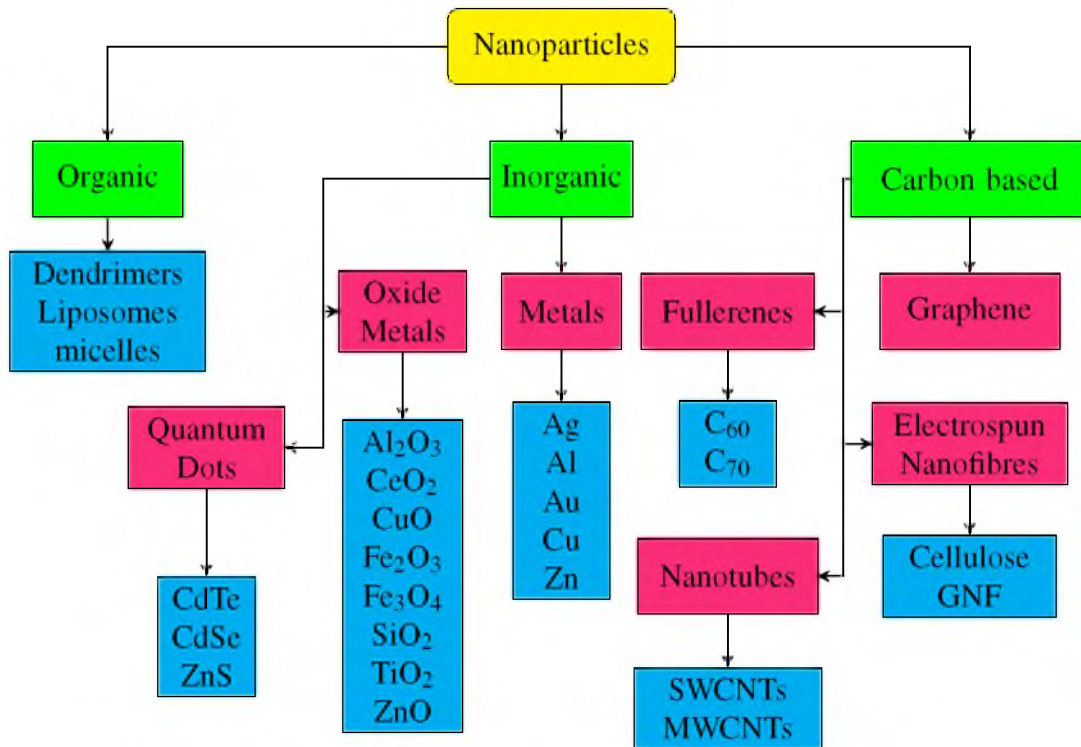 Nanoparticles
Organic
Inorganic
Carbon based
Dendrimers
Liposomes
micelles
Oxide
Metals
Metals
Fullerenes
Graphene
Quantum
Dots
Al₂O₃
CeO₂
CuO
Fe₂O₃
Fe₃O₄
SiO₂
TiO₂
ZnO
Ag
Al
Au
Cu
Zn
C₆₀
C₇₀
Electrospun
Nanofibres
CdTe
CdSe
ZnS
Nanotubes
Cellulose
GNF
SWCNTs
MWCNTs